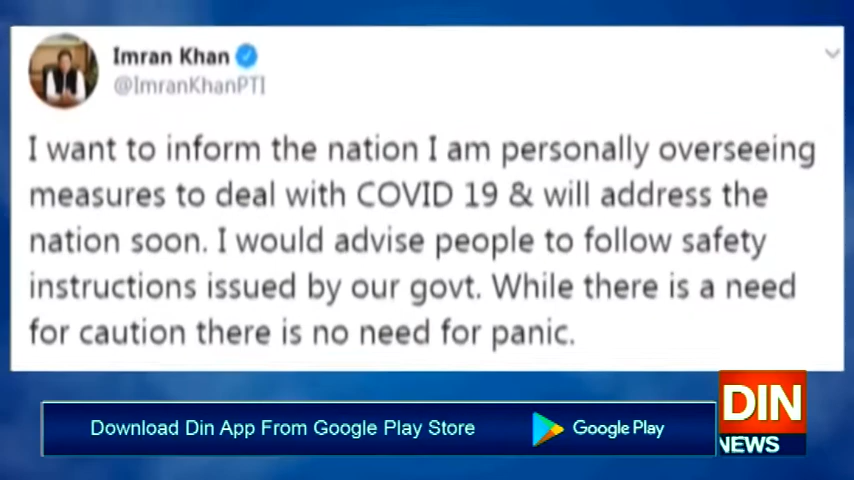 Imran Khan
@ImranKhanPTI
I want to inform the nation I am personally overseeing
measures to deal with COVID 19 & will address the
nation soon. I would advise people to follow safety
instructions issued by our govt. While there is a need
for caution there is no need for panic.
Download Din App From Google Play Store
Google Play
DIN
NEWS